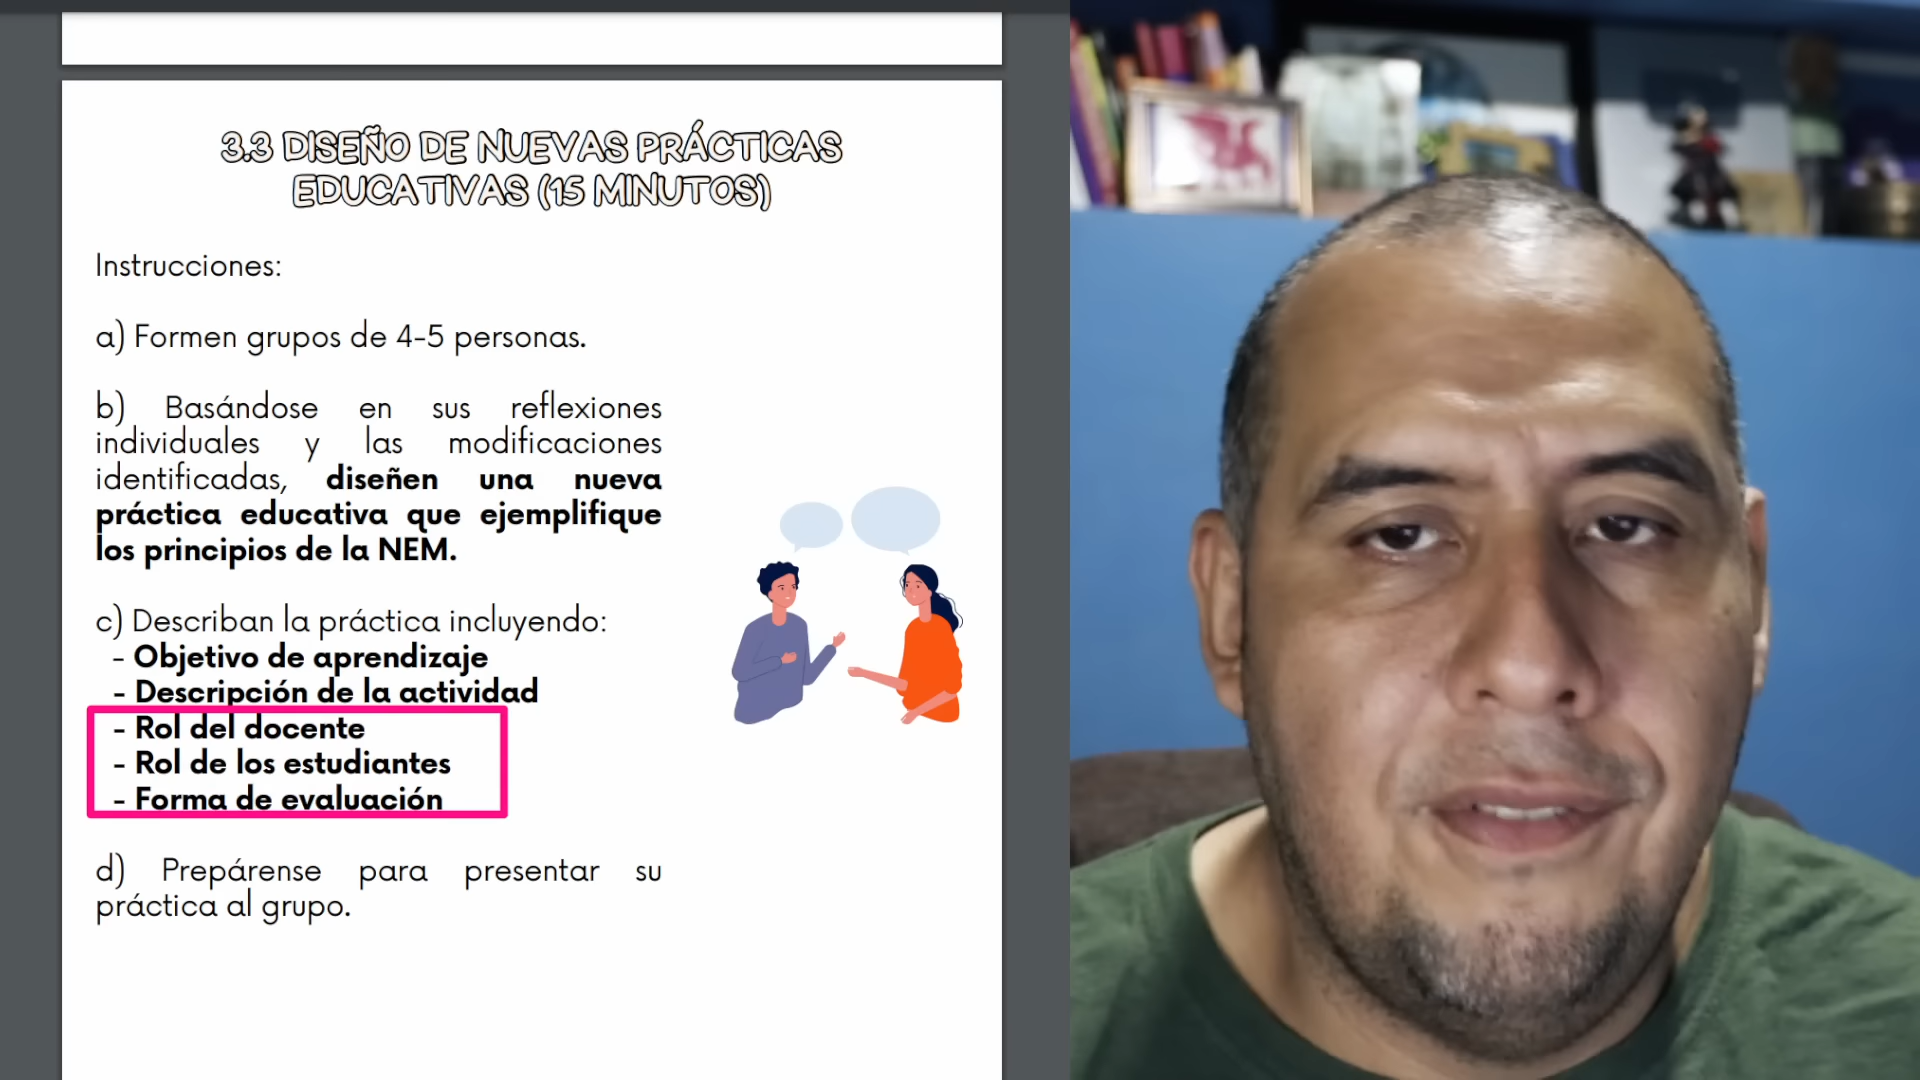 3.3 DISEÑO DE NUEVAS PRÁCTICAS
EDUCATIVAS (15 MINUTOS)
Instrucciones:
a) Formen grupos de 4-5 personas.
b) Basándose en sus reflexiones
individuales y las modificaciones
identificadas, diseñen una nueva
práctica educativa que ejemplifique
los principios de la NEM.
c) Describan la práctica incluyendo:
- Objetivo de aprendizaje
- Descripción de la actividad
- Rol del docente
- Rol de los estudiantes
- Forma de evaluación
d) Prepárense para presentar su
práctica al grupo.